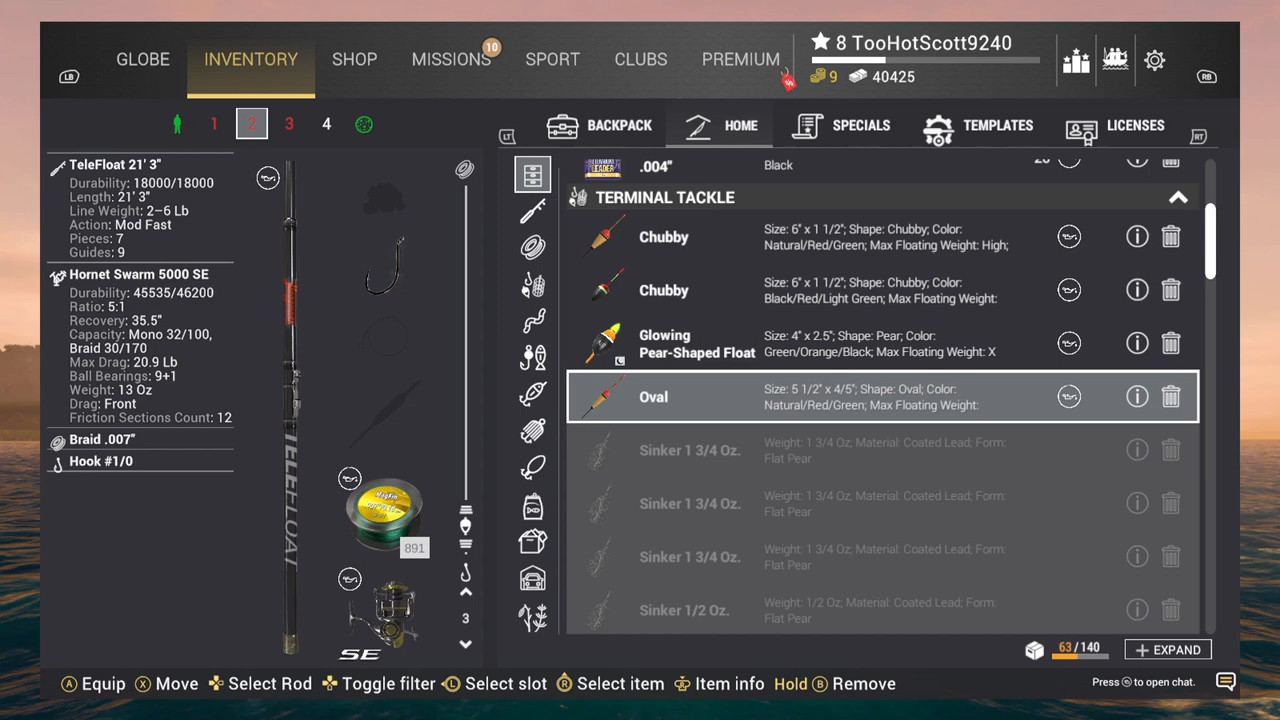 LB
GLOBE
INVENTORY
SHOP
MISSIONS
10
SPORT
CLUBS
PREMIUM
8 TooHotScott9240
9
40425
RB
1
2
3
4
LT
BACKPACK
HOME
SPECIALS
TEMPLATES
LICENSES
RT
TeleFloat 21' 3"
Durability: 18000/18000
Length: 21' 3"
Line Weight: 2–6 Lb
Action: Mod Fast
Pieces: 7
Guides: 9
Hornet Swarm 5000 SE
Durability: 45535/46200
Ratio: 5:1
Recovery: 35.5"
Capacity: Mono 32/100,
Braid 30/170
Max Drag: 20.9 Lb
Ball Bearings: 9+1
Weight: 13 Oz
Drag: Front
Friction Sections Count: 12
Braid .007"
Hook #1/0
TELEFLOAT
891
SE
3
.004"
Black
TERMINAL TACKLE
Chubby
Size: 6" x 1 1/2"; Shape: Chubby; Color:
Natural/Red/Green; Max Floating Weight: High;
Chubby
Size: 6" x 1 1/2"; Shape: Chubby; Color:
Black/Red/Light Green; Max Floating Weight:
Glowing
Pear-Shaped Float
Size: 4" x 2.5"; Shape: Pear; Color:
Green/Orange/Black; Max Floating Weight: X
Oval
Size: 5 1/2" x 4/5"; Shape: Oval; Color:
Natural/Red/Green; Max Floating Weight:
Sinker 1 3/4 Oz.
Weight: 1 3/4 Oz; Material: Coated Lead; Form:
Flat Pear
Sinker 1 3/4 Oz.
Weight: 1 3/4 Oz; Material: Coated Lead; Form:
Flat Pear
Sinker 1 3/4 Oz.
Weight: 1 3/4 Oz; Material: Coated Lead; Form:
Flat Pear
Sinker 1/2 Oz.
Weight: 1/2 Oz; Material: Coated Lead; Form:
Flat Pear
63/140
+ EXPAND
A Equip
X Move
Select Rod
Toggle filter
L Select slot
R Select item
Item info
Hold B Remove
Press to open chat.